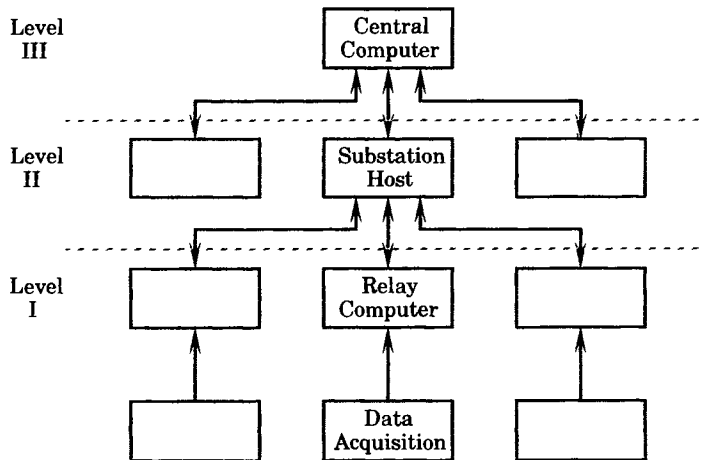 Level
III
Central
Computer
Level
II
Substation
Host
Level
I
Relay
Computer
Data
Acquisition